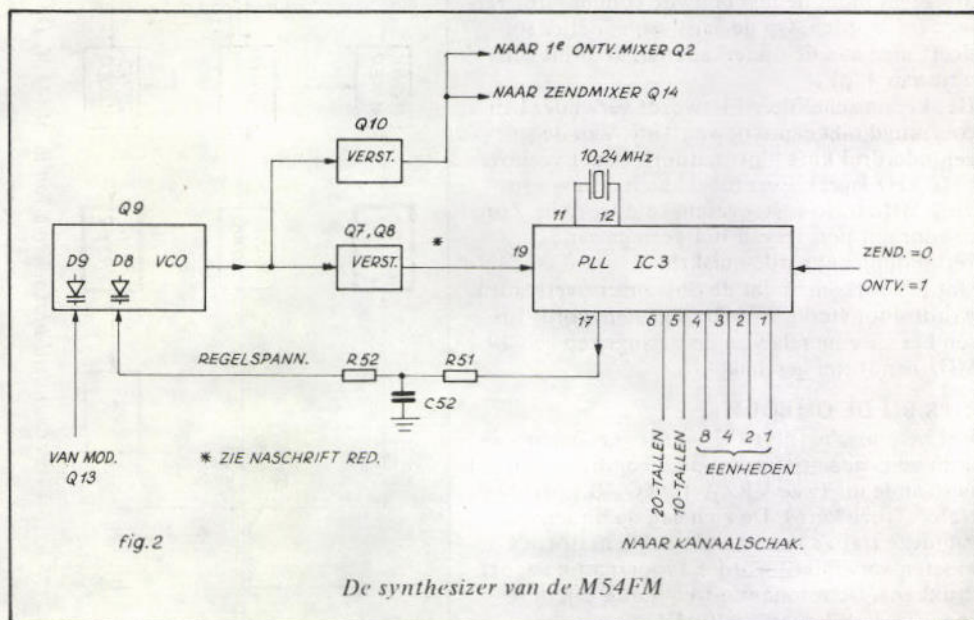 NAAR 1e ONTV. MIXER Q2
NAAR ZENDMIXER Q14
Q10
VERST.
10,24 MHz
11 12
Q9
D9 D8 VCO
Q7, Q8
VERST.
*
19
PLL IC 3
ZEND. =0
ONTV. =1
17
6 5 4 3 2 1
REGELSPANN.
R52
R51
C52
8 4 2 1
EENHEDEN
20-TALLEN
10-TALLEN
VAN MOD.
Q13
* ZIE NASCHRIFT RED.
NAAR KANAALSCHAK.
fig.2
De synthesizer van de M54FM